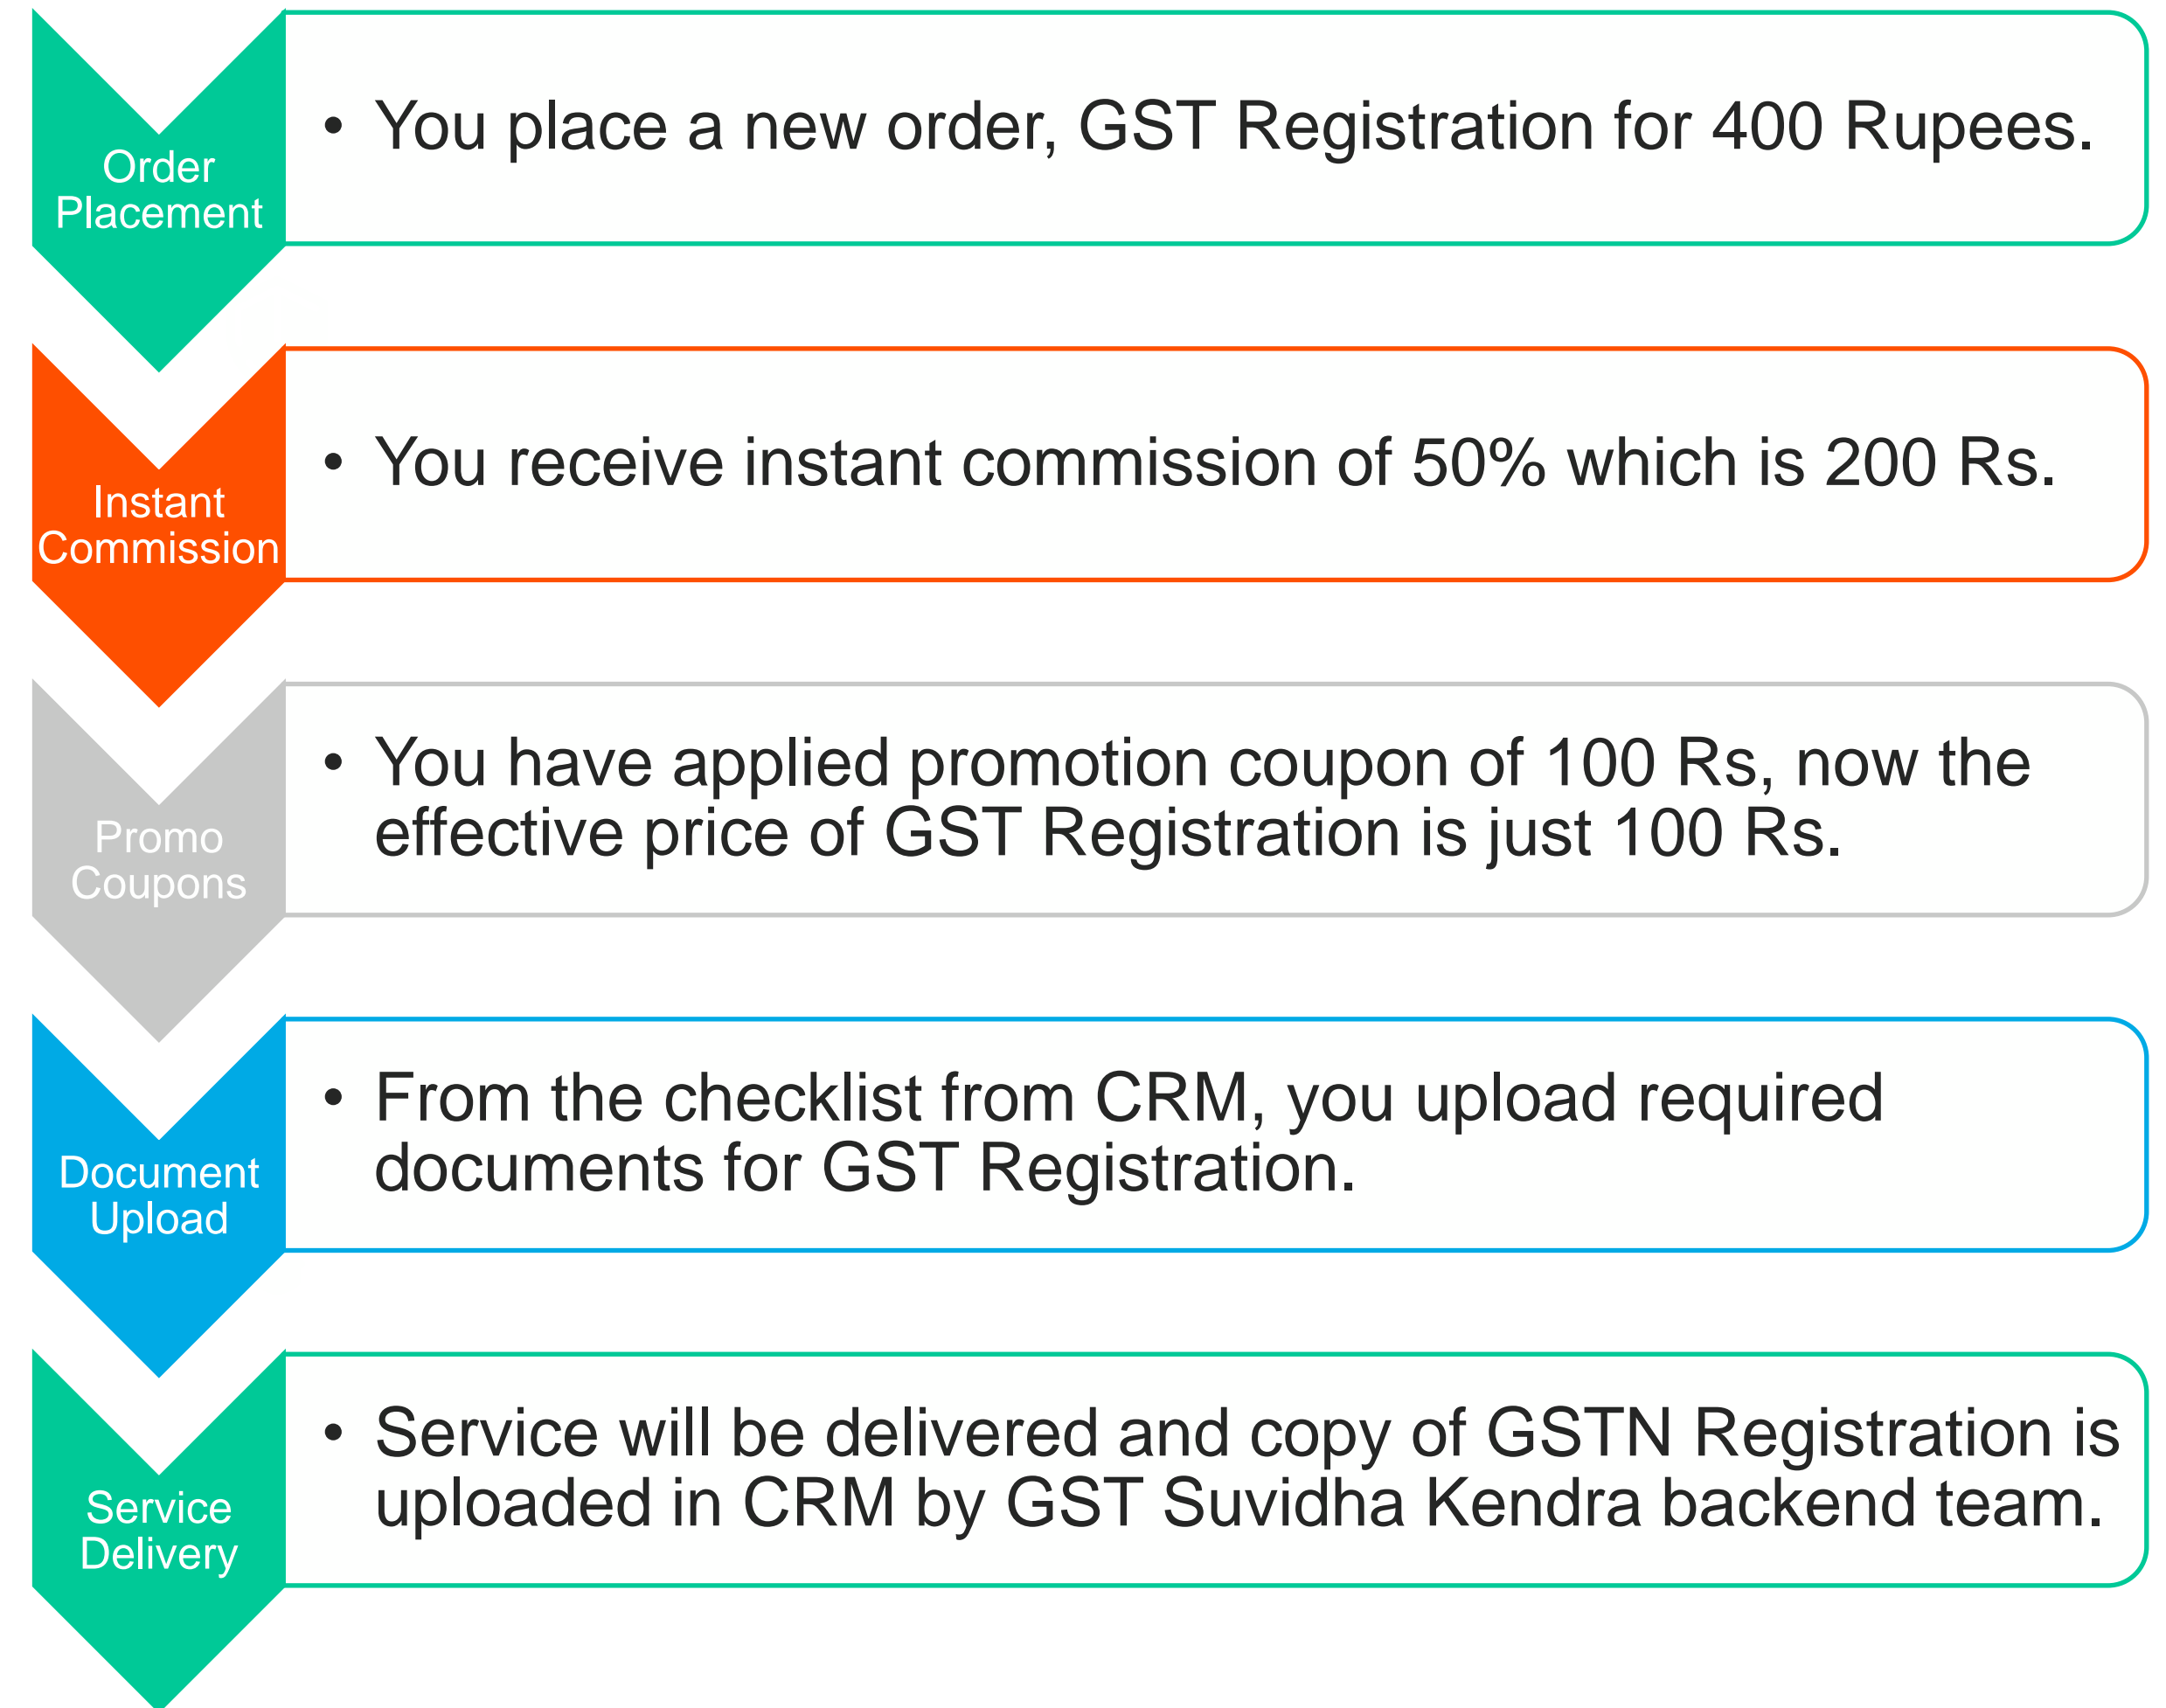 Order
Placement
• You place a new order, GST Registration for 400 Rupees.
Instant
Commission
• You receive instant commission of 50% which is 200 Rs.
Promo
Coupons
• You have applied promotion coupon of 100 Rs, now the
effective price of GST Registration is just 100 Rs.
Document
Upload
• From the checklist from CRM, you upload required
documents for GST Registration.
Service
Delivery
• Service will be delivered and copy of GSTN Registration is
uploaded in CRM by GST Suvidha Kendra backend team.